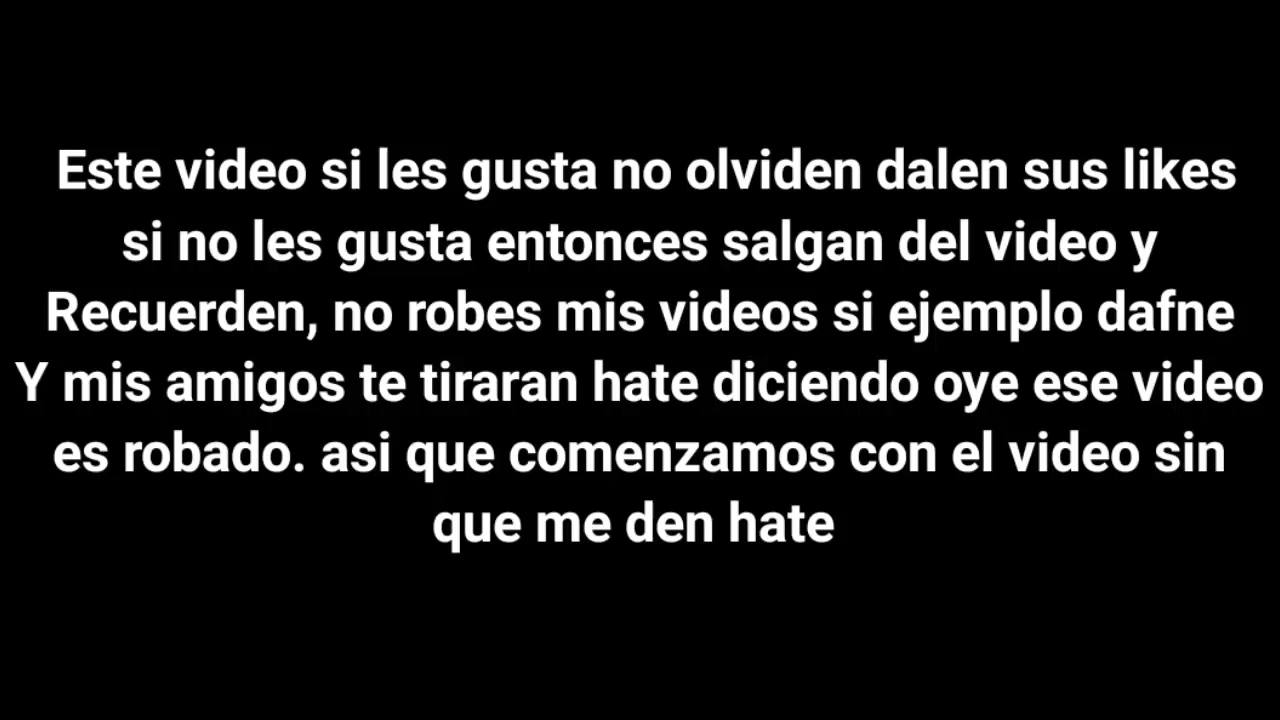 Este video si les gusta no olviden dalen sus likes
si no les gusta entonces salgan del video y
Recuerden, no robes mis videos si ejemplo dafne
Y mis amigos te tiraran hate diciendo oye ese video
es robado. asi que comenzamos con el video sin
que me den hate